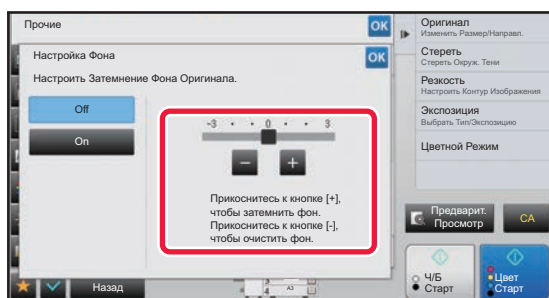 Прочие
OK
Настройка Фона
OK
Настроить Затемнение Фона Оригинала.
Off
On
-3 0 3
Прикоснитесь к кнопке [+],
чтобы затемнить фон.
Прикоснитесь к кнопке [-],
чтобы очистить фон.
Назад
4 A3
Оригинал
Изменить Размер/Направл.
Стереть
Стереть Окруж. Тени
Резкость
Настроить Контур Изображения
Экспозиция
Выбрать Тип/Экспозицию
Цветной Режим
Предварит.
Просмотр
CA
Ч/Б
Старт
Цвет
Старт